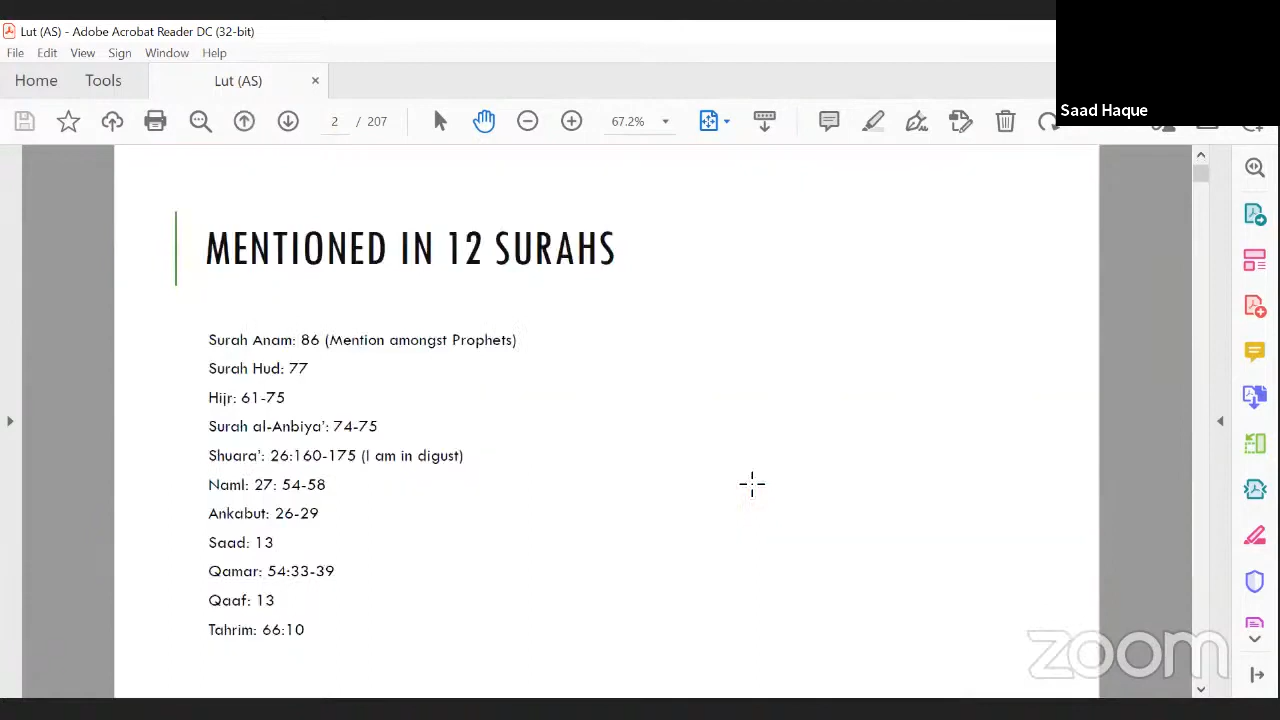 Lut (AS) - Adobe Acrobat Reader DC (32-bit)
File Edit View Sign Window Help
Home Tools Lut (AS) ×
Saad Haque
2 / 207 67.2%
MENTIONED IN 12 SURAHS
Surah Anam: 86 (Mention amongst Prophets)
Surah Hud: 77
Hijr: 61-75
Surah al-Anbiya’: 74-75
Shuara’: 26:160-175 (I am in digust)
Naml: 27: 54-58
Ankabut: 26-29
Saad: 13
Qamar: 54:33-39
Qaaf: 13
Tahrim: 66:10
zoom